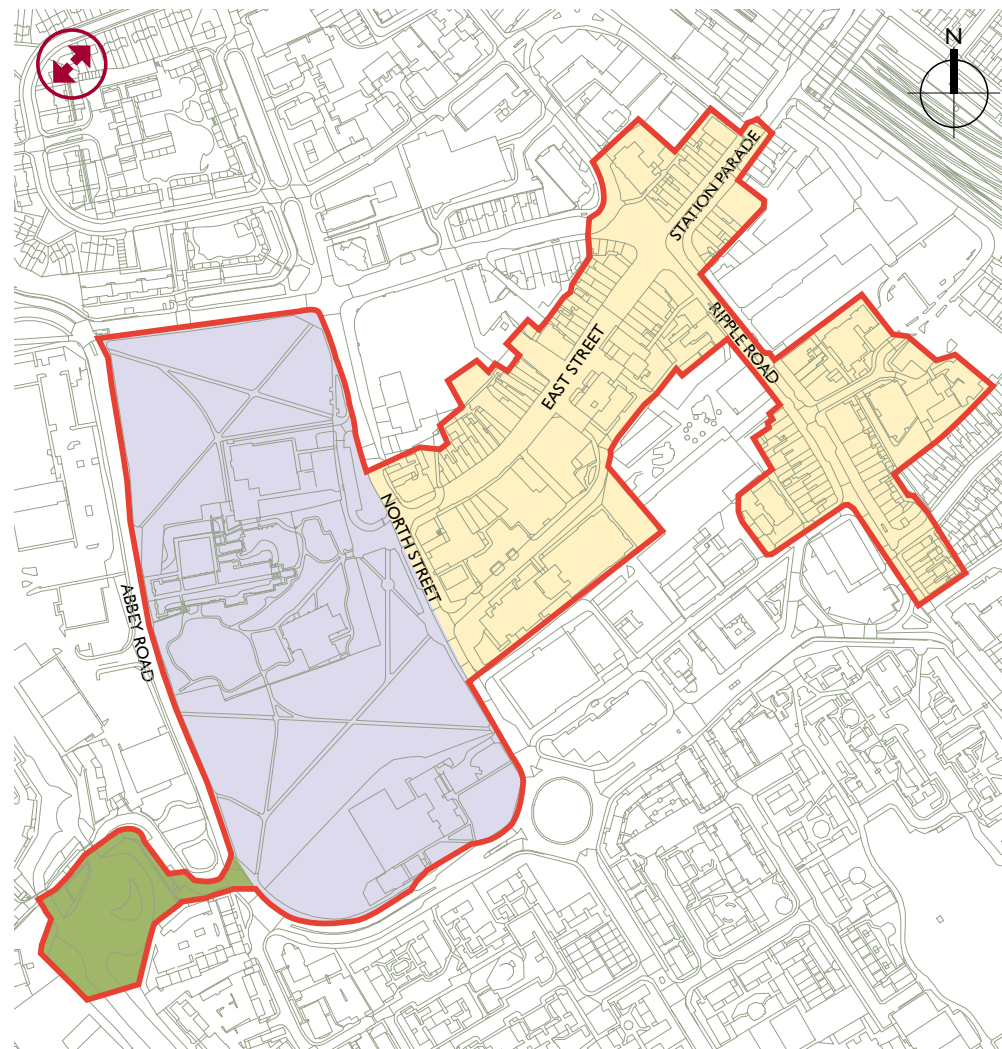 N
STATION PARADE
RIPPLE ROAD
EAST STREET
NORTH STREET
ABBEY ROAD